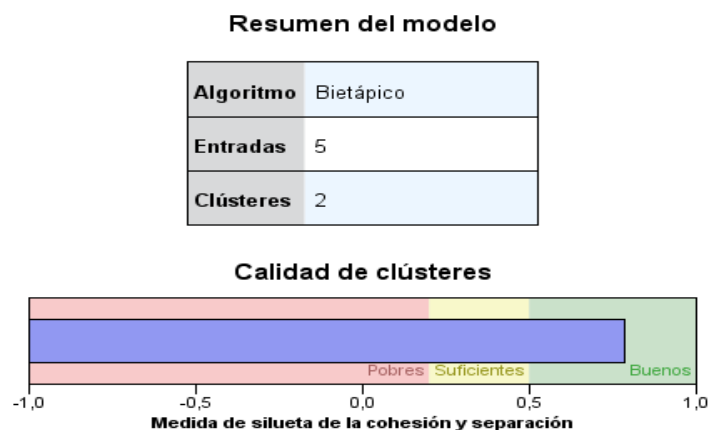 Resumen del modelo
Algoritmo Bietápico
Entradas 5
Clústeres 2
Calidad de clústeres
Pobres Suficientes Buenos
-1,0 -0,5 0,0 0,5 1,0
Medida de silueta de la cohesión y separación